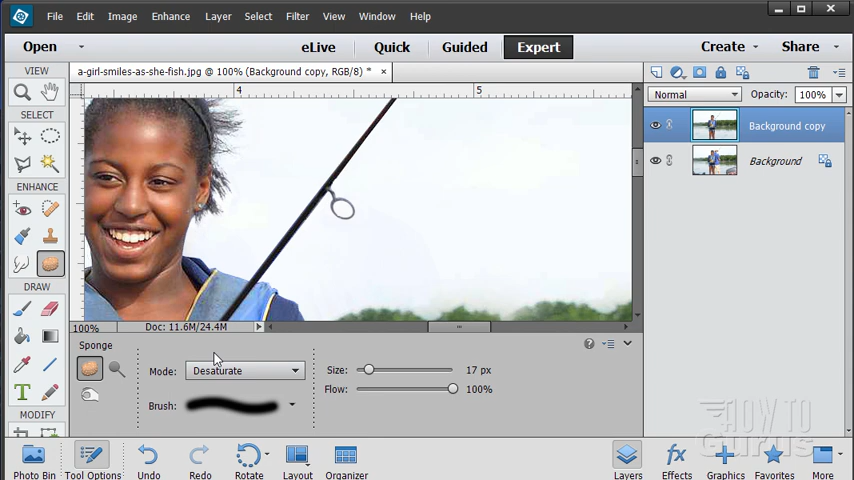 File Edit Image Enhance Layer Select Filter View Window Help
Open eLive Quick Guided Expert Create Share
a-girl-smiles-as-she-fish.jpg @ 100% (Background copy, RGB/8) * ×
VIEW
SELECT
ENHANCE
DRAW
MODIFY
4 5
Normal Opacity: 100%
Background copy
Background
100% Doc: 11.6M/24.4M
Sponge
Mode: Desaturate
Brush:
Size: 17 px
Flow: 100%
HOW TO
Gurus
Photo Bin Tool Options Undo Redo Rotate Layout Organizer Layers Effects Graphics Favorites More